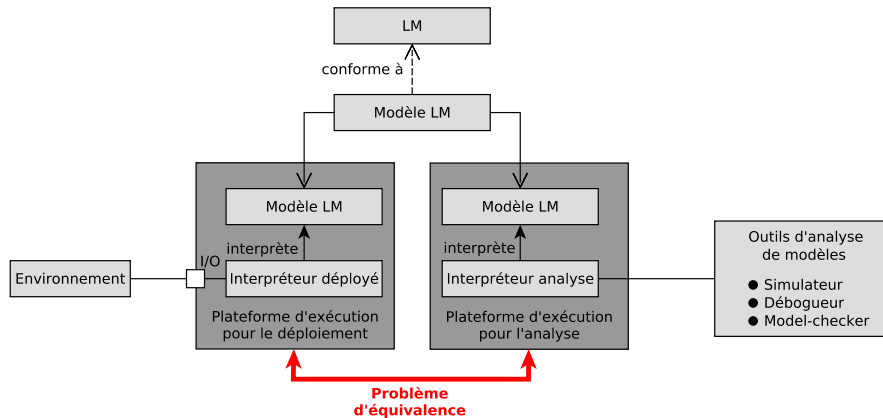 LM
conforme à
Modèle LM
Modèle LM
interprète
I/O
Interpréteur déployé
Plateforme d'exécution
pour le déploiement
Environnement
Modèle LM
interprète
Interpréteur analyse
Plateforme d'exécution
pour l'analyse
Outils d'analyse
de modèles
● Simulateur
● Débogueur
● Model-checker
Problème
d'équivalence